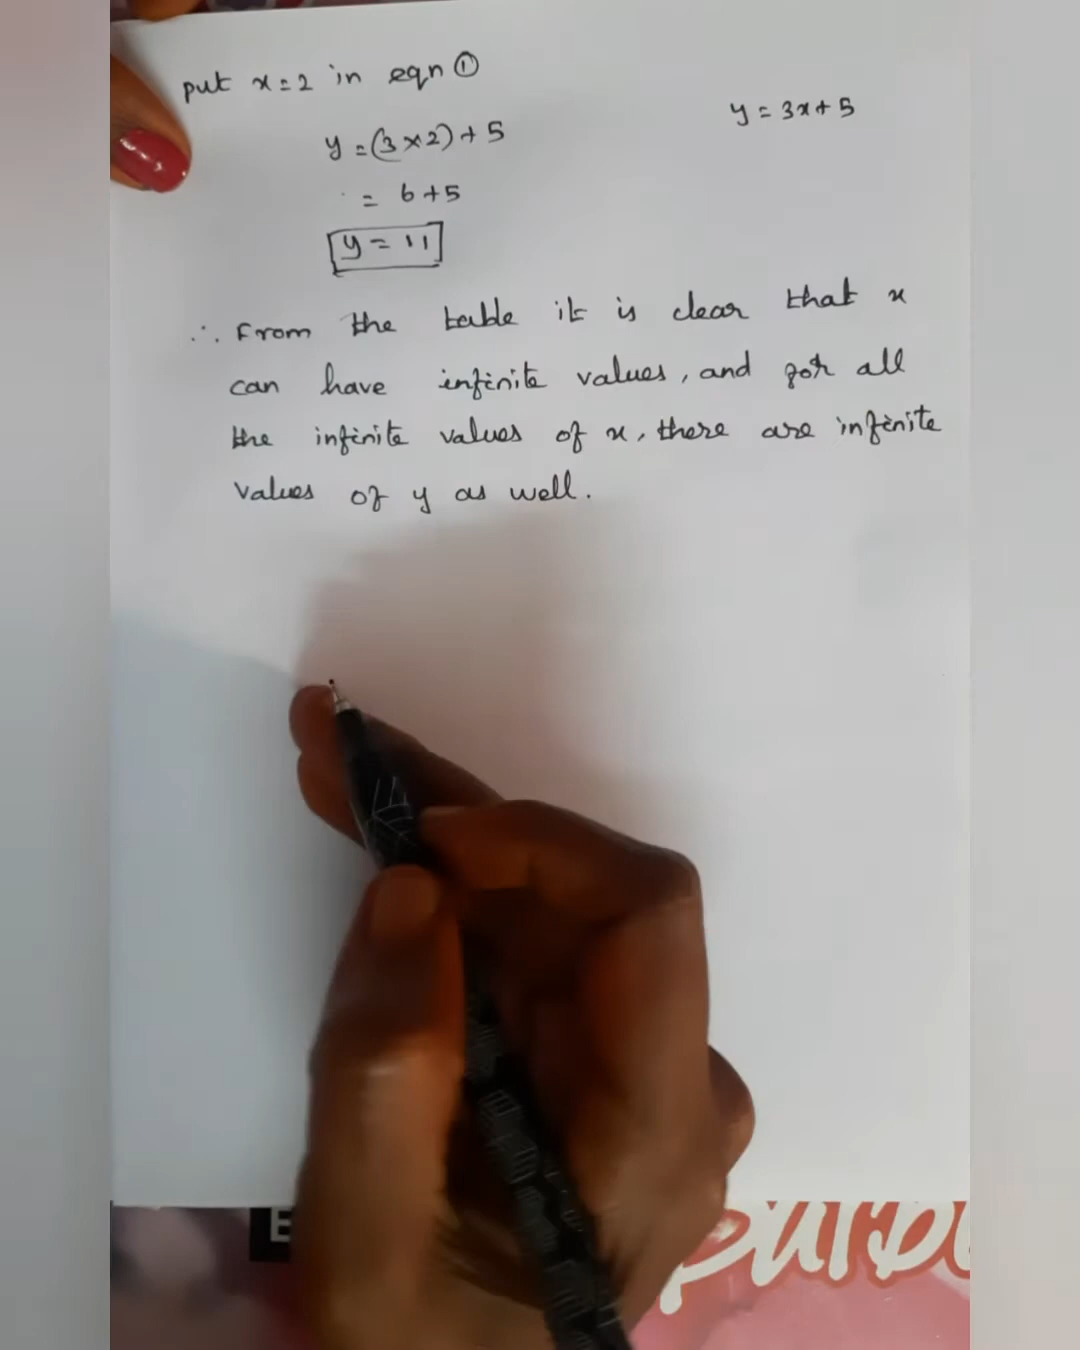 put x=2 in eqn ①
y = 3x+5
y = (3×2)+5
= 6+5
y = 11
∴ From the table it is clear that x
can have infinite values, and for all
the infinite values of x, there are infinite
values of y as well.
E